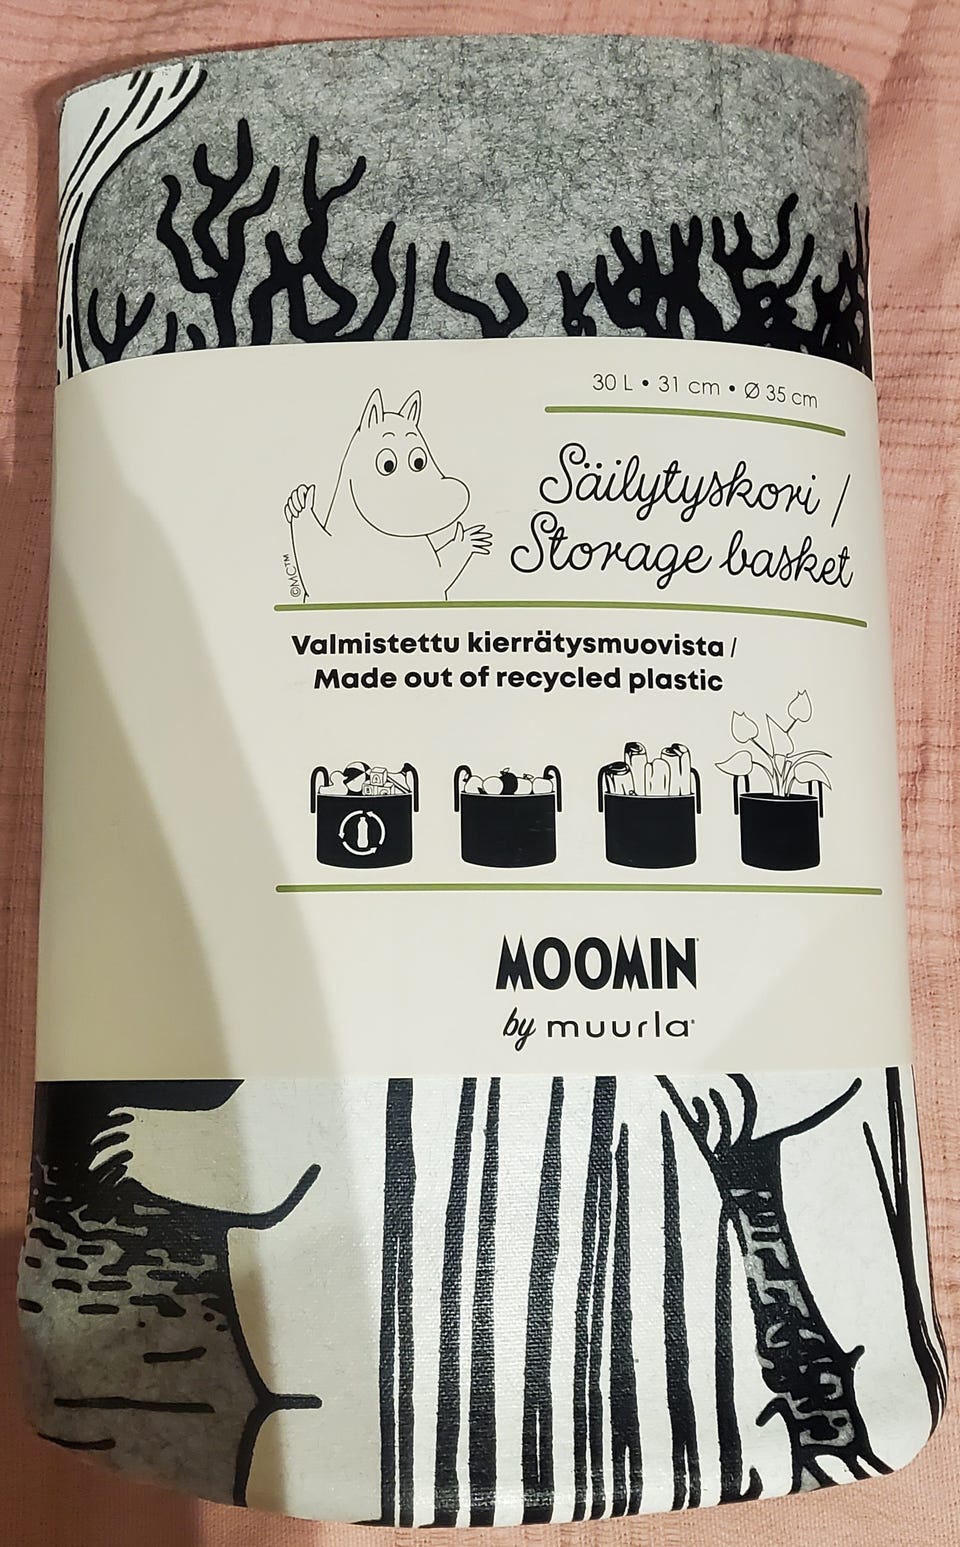 30 L • 31 cm • Ø 35 cm
Säilytyskori /
Storage basket
©MC™
Valmistettu kierrätysmuovista /
Made out of recycled plastic
MOOMIN
by muurla®